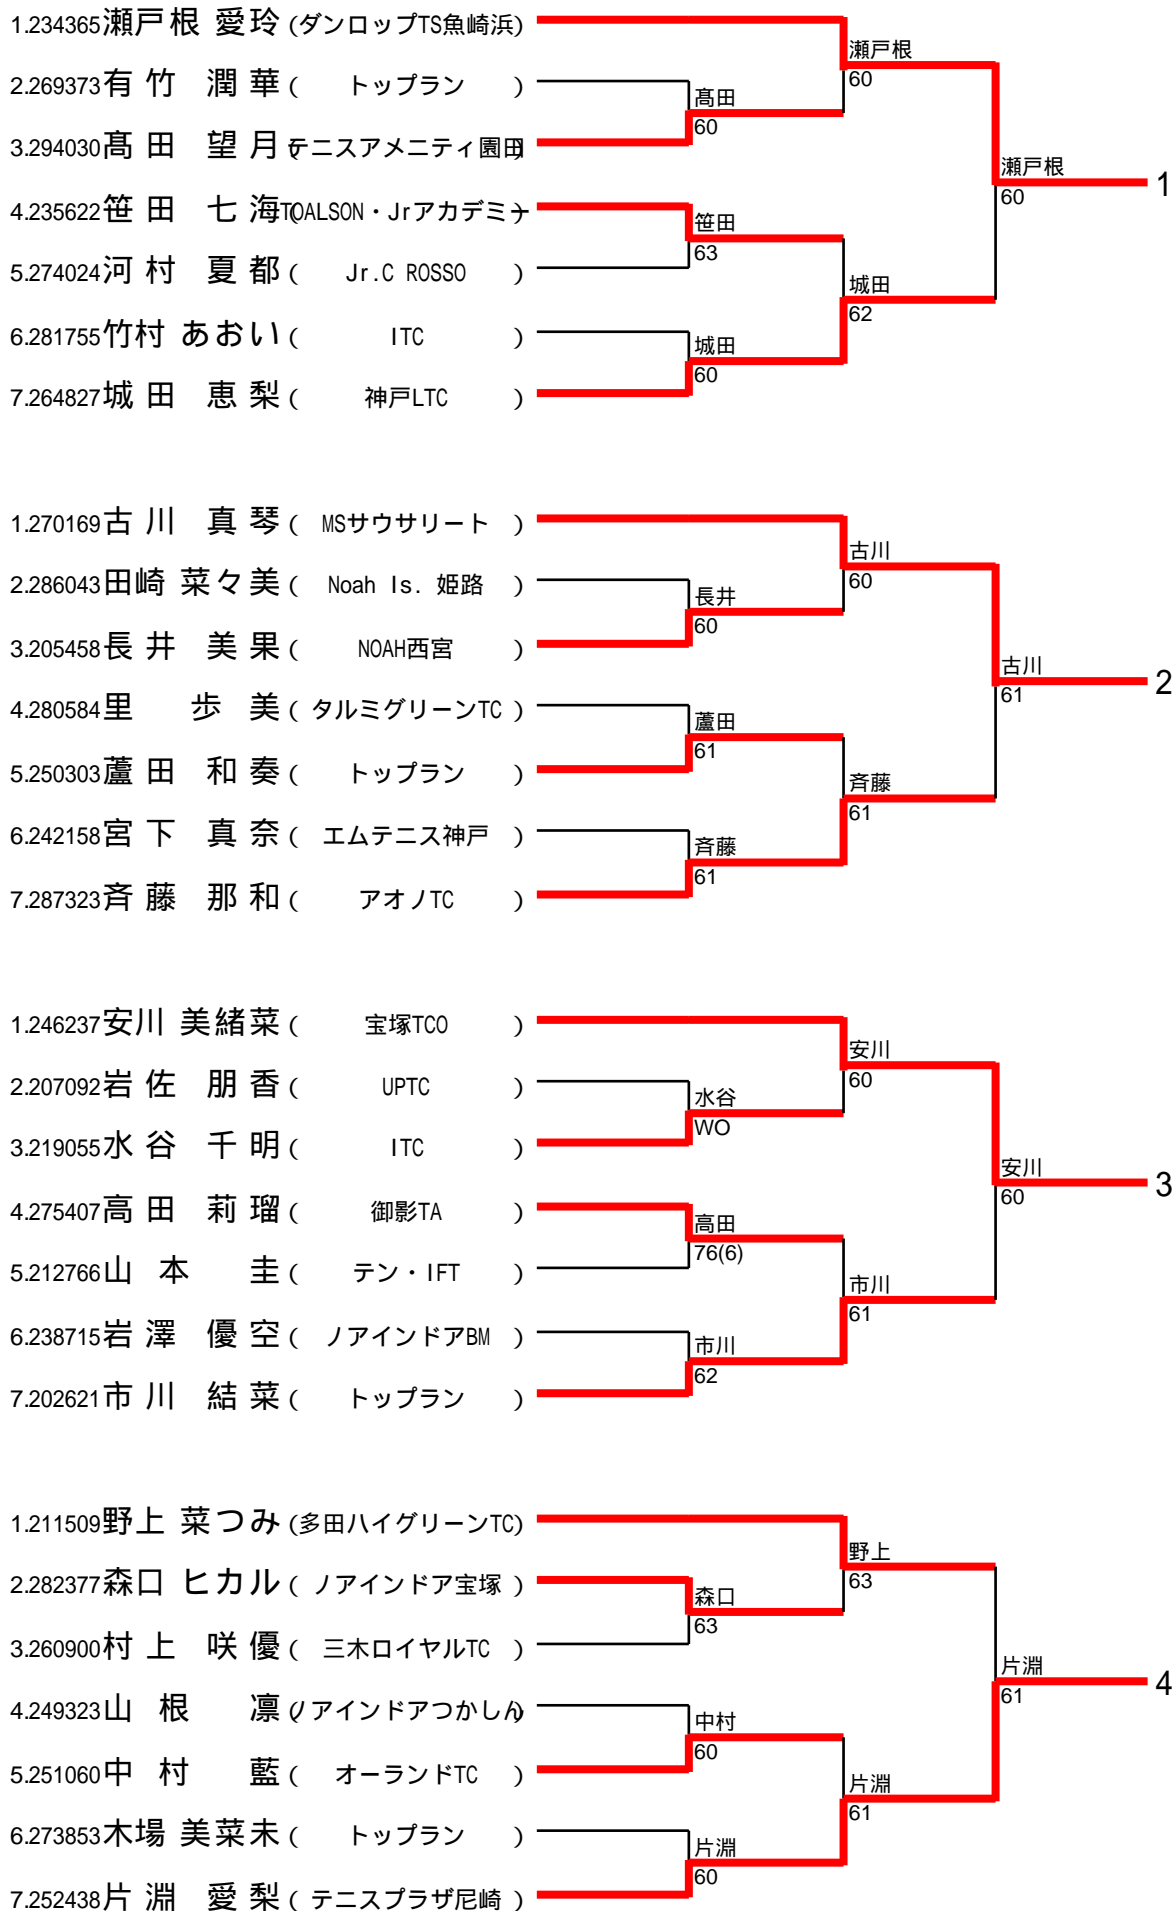 1.234365瀬戸根 愛玲(ダンロップTS魚崎浜)
瀬戸根
60
2.269373有 竹 潤 華( トップラン )
髙田
60
3.294030髙 田 望 月(テニスアメニティ園田)
瀬戸根
60
1
4.235622笹 田 七 海(TOALSON・Jrアカデミー)
笹田
63
5.274024河 村 夏 都( Jr.C ROSSO )
城田
62
6.281755竹村 あおい( ITC )
城田
60
7.264827城 田 恵 梨( 神戸LTC )
1.270169古 川 真 琴( MSサウサリート )
古川
60
2.286043田崎 菜々美( Noah Is. 姫路 )
長井
60
3.205458長 井 美 果( NOAH西宮 )
古川
61
2
4.280584里 歩 美( タルミグリーンTC )
蘆田
61
5.250303蘆 田 和 奏( トップラン )
斉藤
61
6.242158宮 下 真 奈( エムテニス神戸 )
斉藤
61
7.287323斉 藤 那 和( アオノTC )
1.246237安川 美緒菜( 宝塚TCO )
安川
60
2.207092岩 佐 朋 香( UPTC )
水谷
WO
3.219055水 谷 千 明( ITC )
安川
60
3
4.275407高 田 莉 瑠( 御影TA )
高田
76(6)
5.212766山 本 圭( テン・IFT )
市川
61
6.238715岩 澤 優 空( ノアインドアBM )
市川
62
7.202621市 川 結 菜( トップラン )
1.211509野上 菜つみ(多田ハイグリーンTC)
野上
63
2.282377森口 ヒカル( ノアインドア宝塚 )
森口
63
3.260900村 上 咲 優( 三木ロイヤルTC )
片淵
61
4
4.249323山 根 凛(ノアインドアつかしん)
中村
60
5.251060中 村 藍( オーランドTC )
片淵
61
6.273853木場 美菜未( トップラン )
片淵
60
7.252438片 淵 愛 梨( テニスプラザ尼崎 )